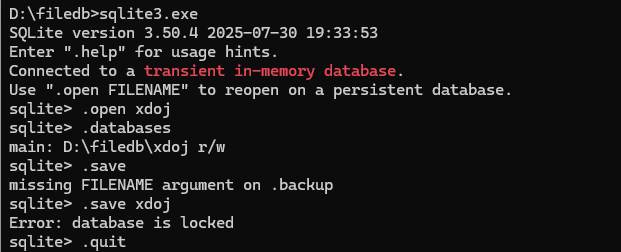 D:\filedb>sqlite3.exe
SQLite version 3.50.4 2025-07-30 19:33:53
Enter ".help" for usage hints.
Connected to a transient in-memory database.
Use ".open FILENAME" to reopen on a persistent database.
sqlite> .open xdoj
sqlite> .databases
main: D:\filedb\xdoj r/w
sqlite> .save
missing FILENAME argument on .backup
sqlite> .save xdoj
Error: database is locked
sqlite> .quit